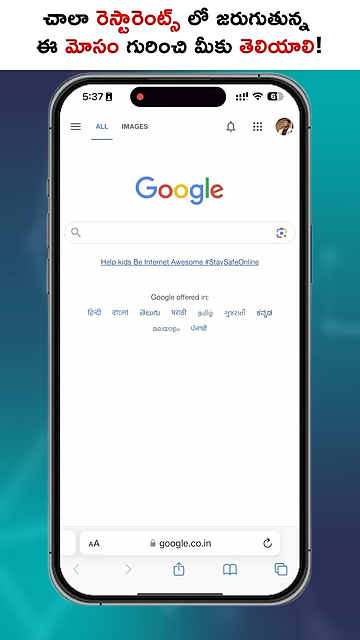 చాలా రెస్టారెంట్స్ లో జరుగుతున్న
ఈ మోసం గురించి మీకు తెలియాలి!
5:37
6
ALL IMAGES
Google
Help kids Be Internet Awesome #StaySafeOnline
Google offered in:
हिन्दी বাংলা తెలుగు मराठी தமிழ் ગુજરાતી ಕನ್ನಡ
മലയാളം ਪੰਜਾਬੀ
AA google.co.in